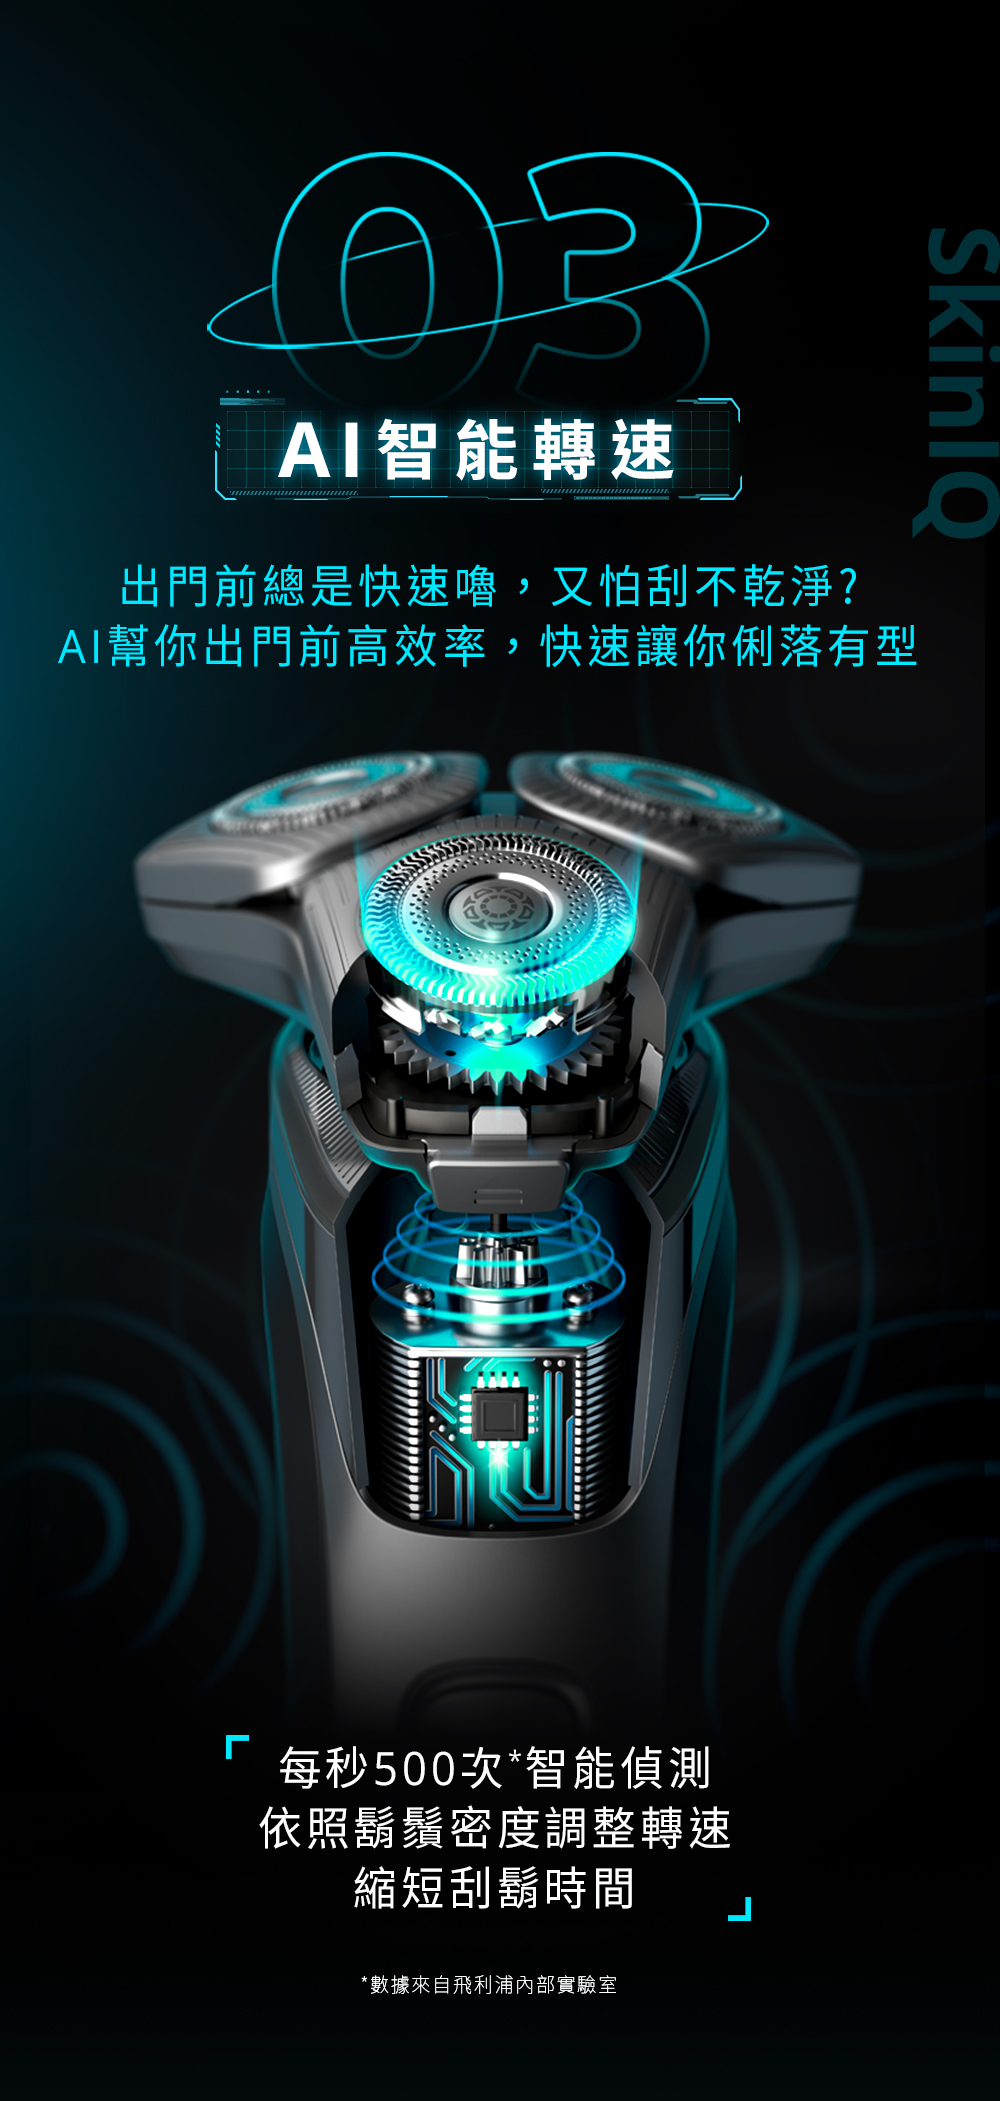 03
SkinIQ
AI智能轉速
出門前總是快速嚕，又怕刮不乾淨?
AI幫你出門前高效率，快速讓你俐落有型
「每秒500次*智能偵測
依照鬍鬚密度調整轉速
縮短刮鬍時間」
*數據來自飛利浦內部實驗室